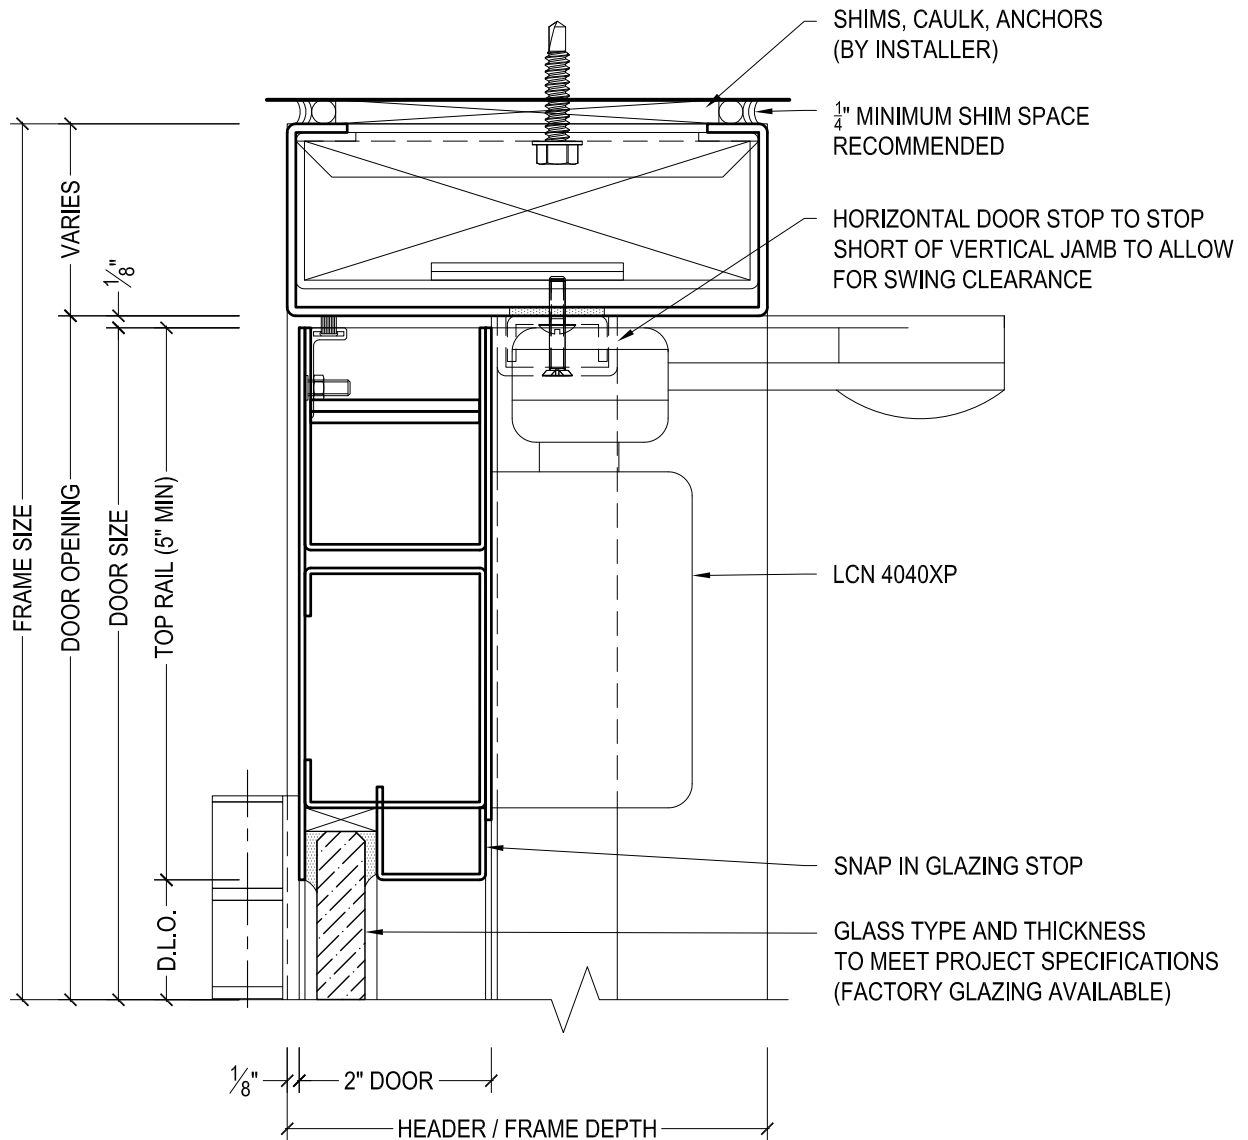 SHIMS, CAULK, ANCHORS
(BY INSTALLER)
1/4" MINIMUM SHIM SPACE
RECOMMENDED
HORIZONTAL DOOR STOP TO STOP
SHORT OF VERTICAL JAMB TO ALLOW
FOR SWING CLEARANCE
LCN 4040XP
SNAP IN GLAZING STOP
GLASS TYPE AND THICKNESS
TO MEET PROJECT SPECIFICATIONS
(FACTORY GLAZING AVAILABLE)
FRAME SIZE
VARIES
DOOR OPENING
1/8"
DOOR SIZE
TOP RAIL (5" MIN)
D.L.O.
1/8"
2" DOOR
HEADER / FRAME DEPTH